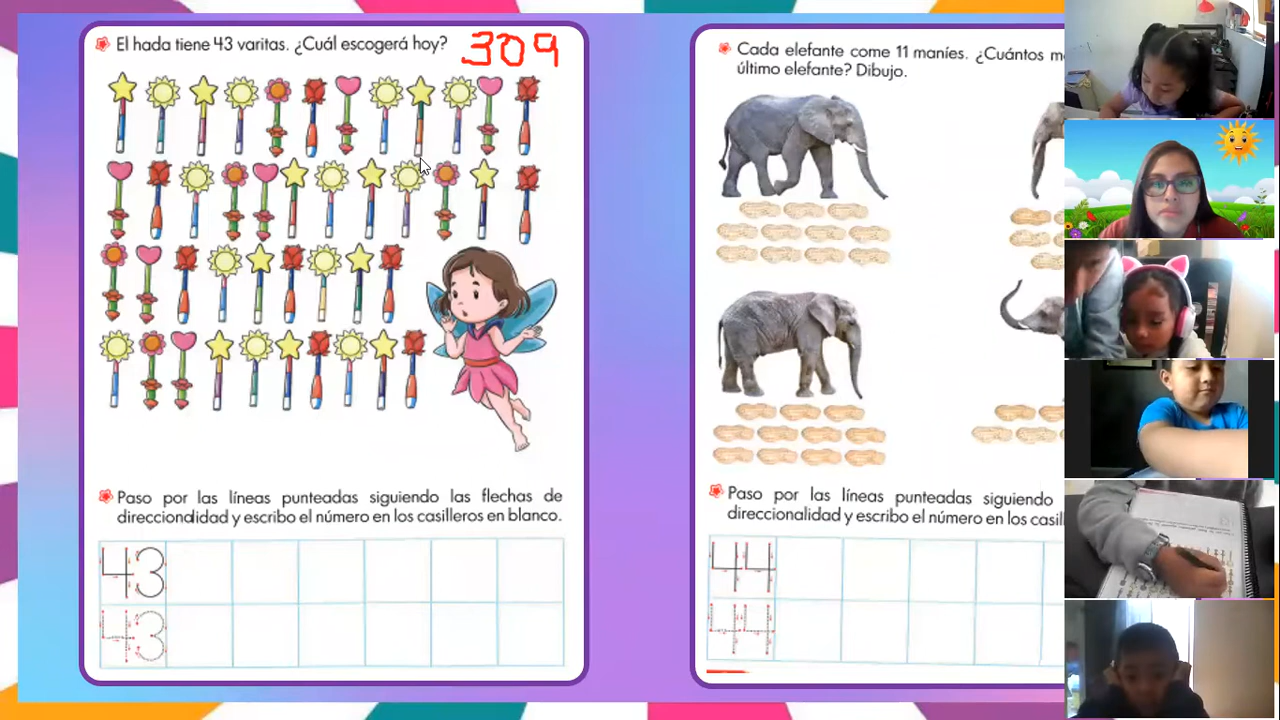 El hada tiene 43 varitas. ¿Cuál escogerá hoy? 309
Paso por las líneas punteadas siguiendo las flechas de
direccionalidad y escribo el número en los casilleros en blanco.
43
43
Cada elefante come 11 maníes. ¿Cuántos
último elefante? Dibujo.
Paso por las líneas punteadas siguiendo
direccionalidad y escribo el número en los
44
44